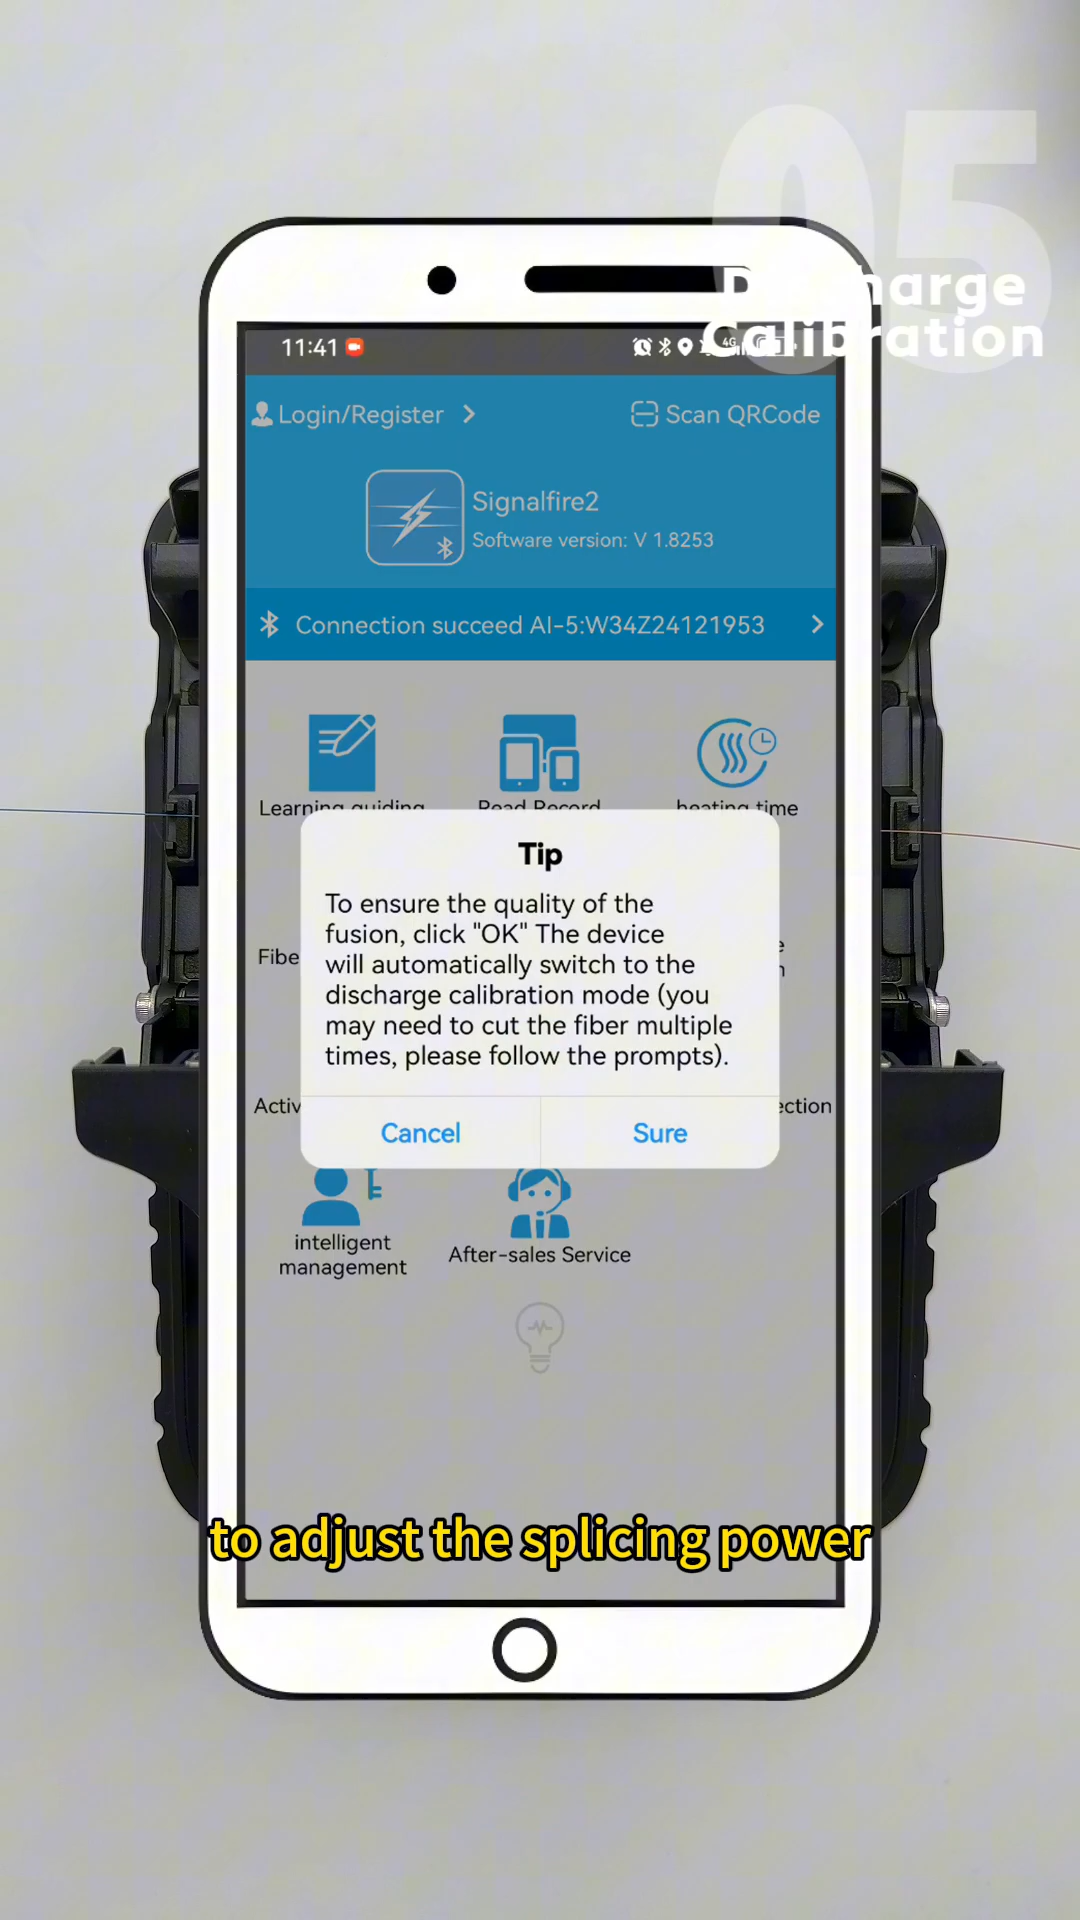 05
Discharge
Calibration
11:41
4G
Login/Register
Scan QRCode
Signalfire2
Software version: V 1.8253
Connection succeed AI-5:W34Z24121953
Learning guiding
Read Record
heating time
Tip
To ensure the quality of the
fusion, click "OK" The device
will automatically switch to the
discharge calibration mode (you
may need to cut the fiber multiple
times, please follow the prompts).
Fibe
Activ
ection
Cancel
Sure
intelligent
management
After-sales Service
to adjust the splicing power